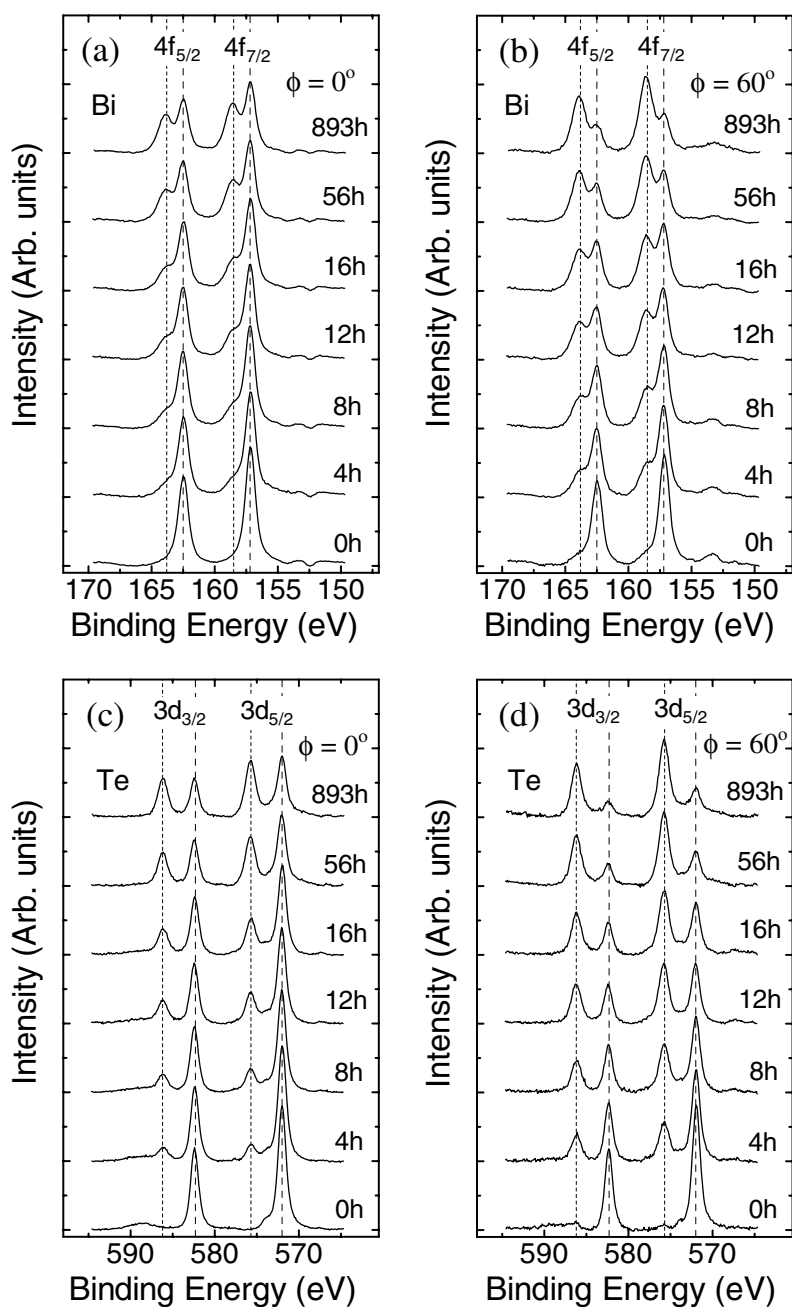 (a)
4f5/2
4f7/2
ϕ = 0°
Bi
893h
56h
16h
12h
8h
4h
0h
170
165
160
155
150
Binding Energy (eV)
Intensity (Arb. units)
(b)
4f5/2
4f7/2
ϕ = 60°
Bi
893h
56h
16h
12h
8h
4h
0h
170
165
160
155
150
Binding Energy (eV)
Intensity (Arb. units)
(c)
3d3/2
3d5/2
ϕ = 0°
Te
893h
56h
16h
12h
8h
4h
0h
590
580
570
Binding Energy (eV)
Intensity (Arb. units)
(d)
3d3/2
3d5/2
ϕ = 60°
Te
893h
56h
16h
12h
8h
4h
0h
590
580
570
Binding Energy (eV)
Intensity (Arb. units)